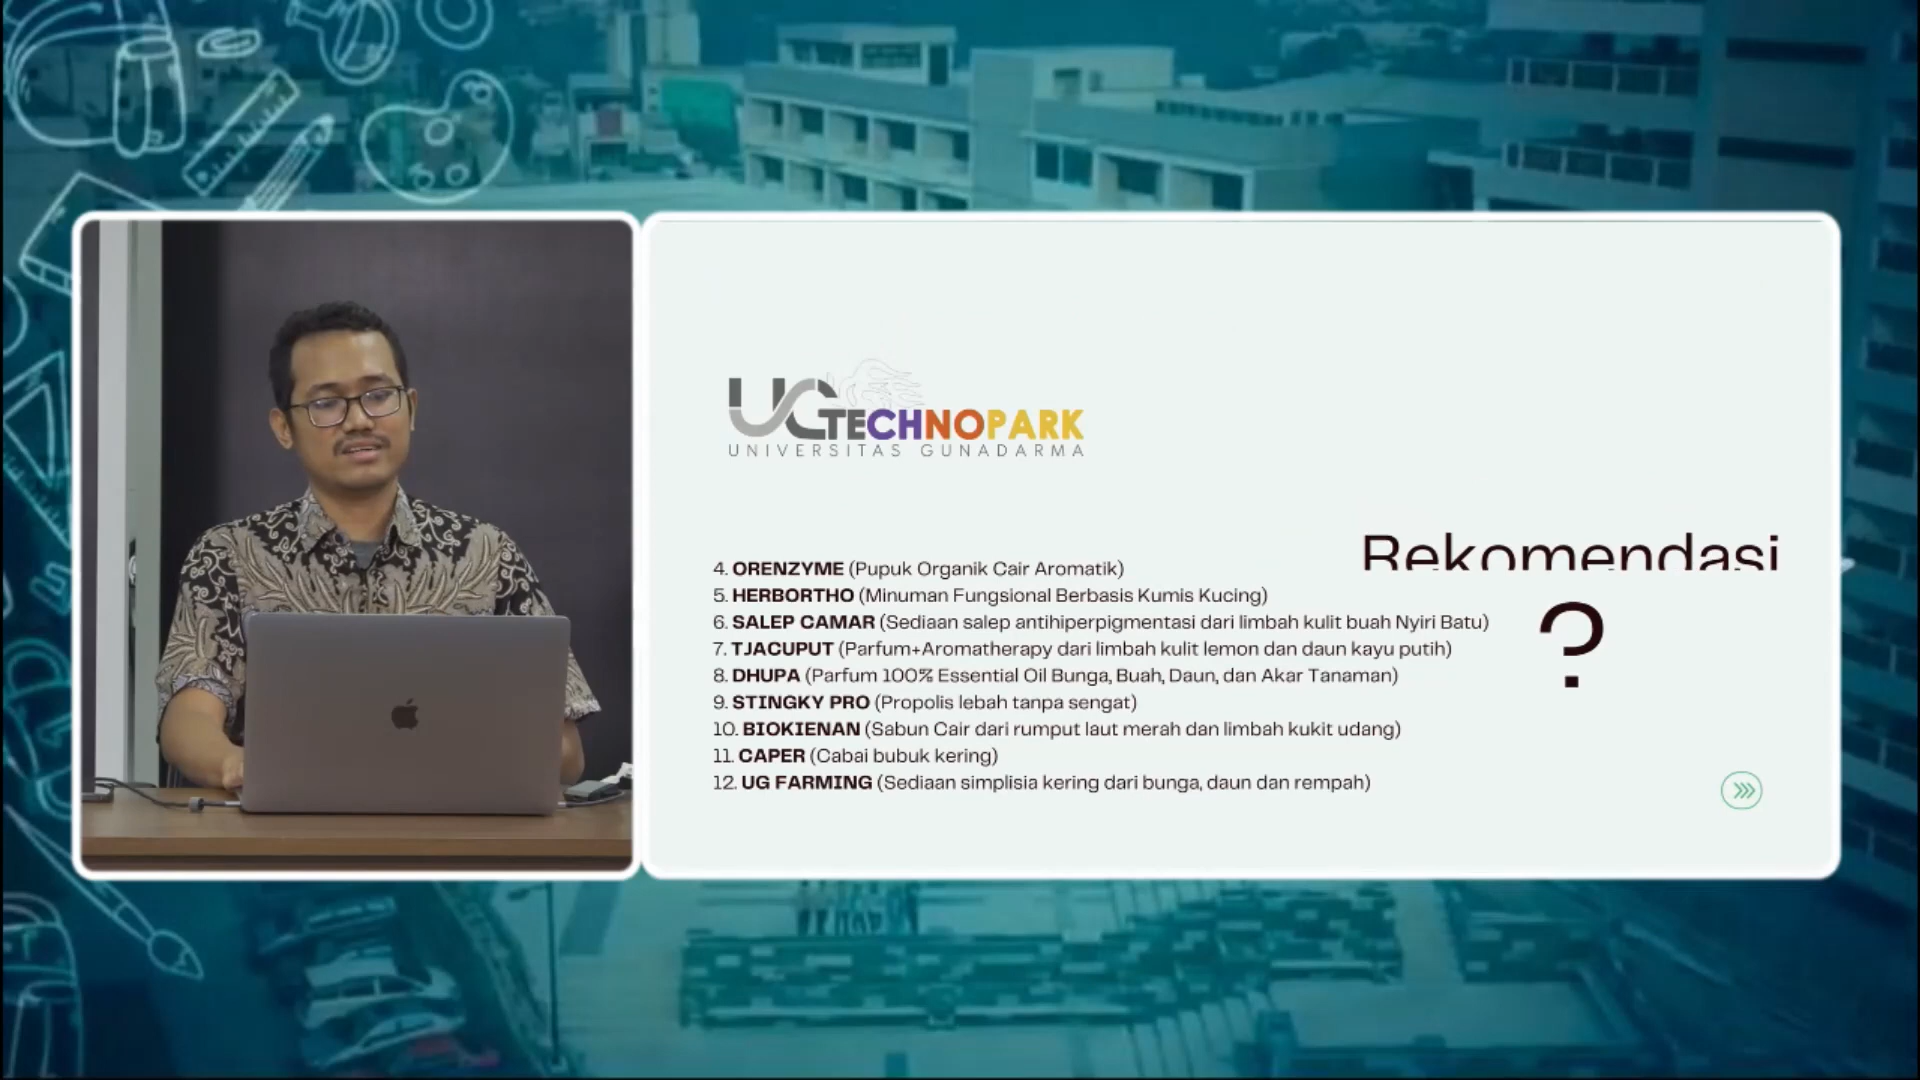 UG TECHNOPARK
UNIVERSITAS GUNADARMA
4. ORENZYME (Pupuk Organik Cair Aromatik)
5. HERBORTHO (Minuman Fungsional Berbasis Kumis Kucing)
6. SALEP CAMAR (Sediaan salep antihiperpigmentasi dari limbah kulit buah Nyiri Batu)
7. TJACUPUT (Parfum+Aromatherapy dari limbah kulit lemon dan daun kayu putih)
8. DHUPA (Parfum 100% Essential Oil Bunga, Buah, Daun, dan Akar Tanaman)
9. STINGKY PRO (Propolis lebah tanpa sengat)
10. BIOKIENAN (Sabun Cair dari rumput laut merah dan limbah kukit udang)
11. CAPER (Cabai bubuk kering)
12. UG FARMING (Sediaan simplisia kering dari bunga, daun dan rempah)
Rekomendasi
?